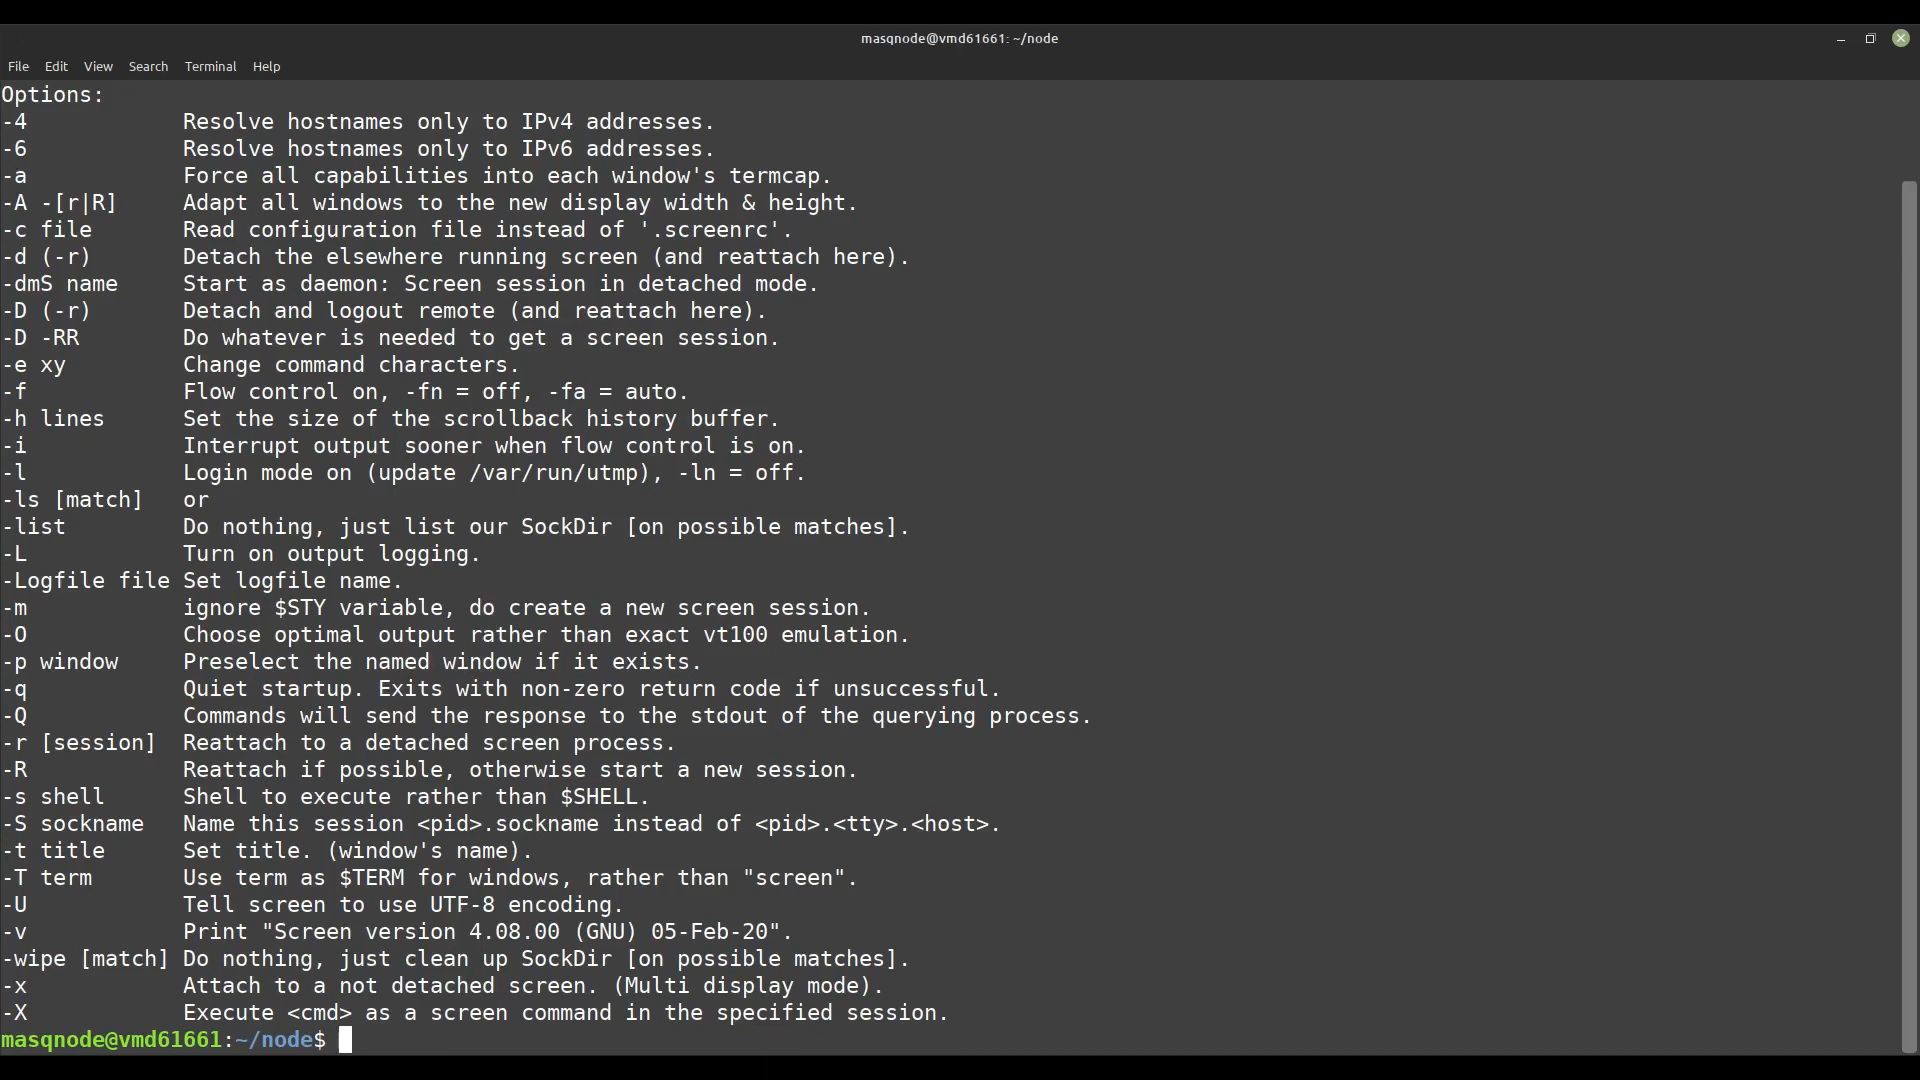 masqnode@vmd61661: ~/node
File Edit View Search Terminal Help
Options:
-4            Resolve hostnames only to IPv4 addresses.
-6            Resolve hostnames only to IPv6 addresses.
-a            Force all capabilities into each window's termcap.
-A -[r|R]     Adapt all windows to the new display width & height.
-c file       Read configuration file instead of '.screenrc'.
-d (-r)       Detach the elsewhere running screen (and reattach here).
-dmS name     Start as daemon: Screen session in detached mode.
-D (-r)       Detach and logout remote (and reattach here).
-D -RR        Do whatever is needed to get a screen session.
-e xy         Change command characters.
-f            Flow control on, -fn = off, -fa = auto.
-h lines      Set the size of the scrollback history buffer.
-i            Interrupt output sooner when flow control is on.
-l            Login mode on (update /var/run/utmp), -ln = off.
-ls [match]   or
-list         Do nothing, just list our SockDir [on possible matches].
-L            Turn on output logging.
-Logfile file Set logfile name.
-m            ignore $STY variable, do create a new screen session.
-O            Choose optimal output rather than exact vt100 emulation.
-p window     Preselect the named window if it exists.
-q            Quiet startup. Exits with non-zero return code if unsuccessful.
-Q            Commands will send the response to the stdout of the querying process.
-r [session]  Reattach to a detached screen process.
-R            Reattach if possible, otherwise start a new session.
-s shell      Shell to execute rather than $SHELL.
-S sockname   Name this session <pid>.sockname instead of <pid>.<tty>.<host>.
-t title      Set title. (window's name).
-T term       Use term as $TERM for windows, rather than "screen".
-U            Tell screen to use UTF-8 encoding.
-v            Print "Screen version 4.08.00 (GNU) 05-Feb-20".
-wipe [match] Do nothing, just clean up SockDir [on possible matches].
-x            Attach to a not detached screen. (Multi display mode).
-X            Execute <cmd> as a screen command in the specified session.
masqnode@vmd61661:~/node$